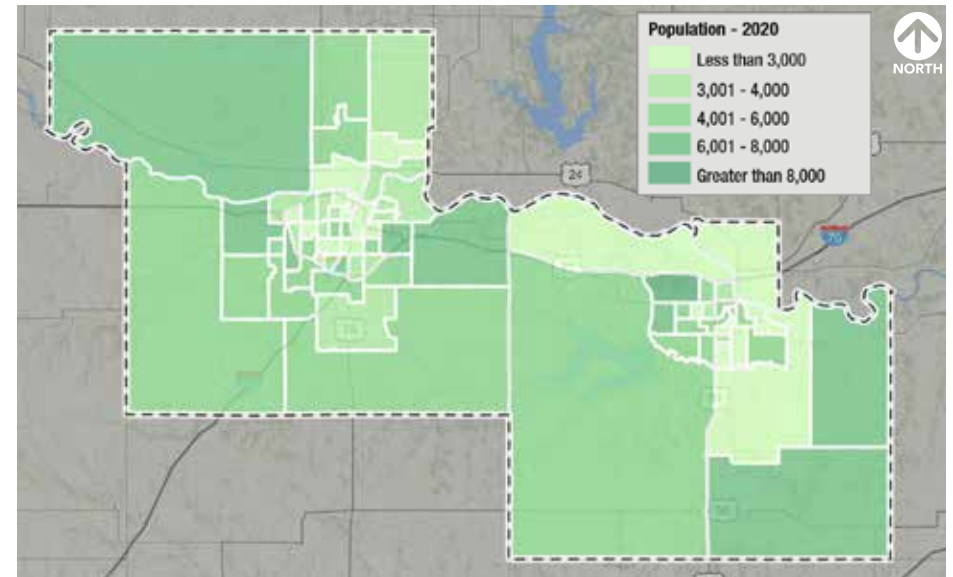 Population - 2020
Less than 3,000
3,001 - 4,000
4,001 - 6,000
6,001 - 8,000
Greater than 8,000
NORTH
24
70
75